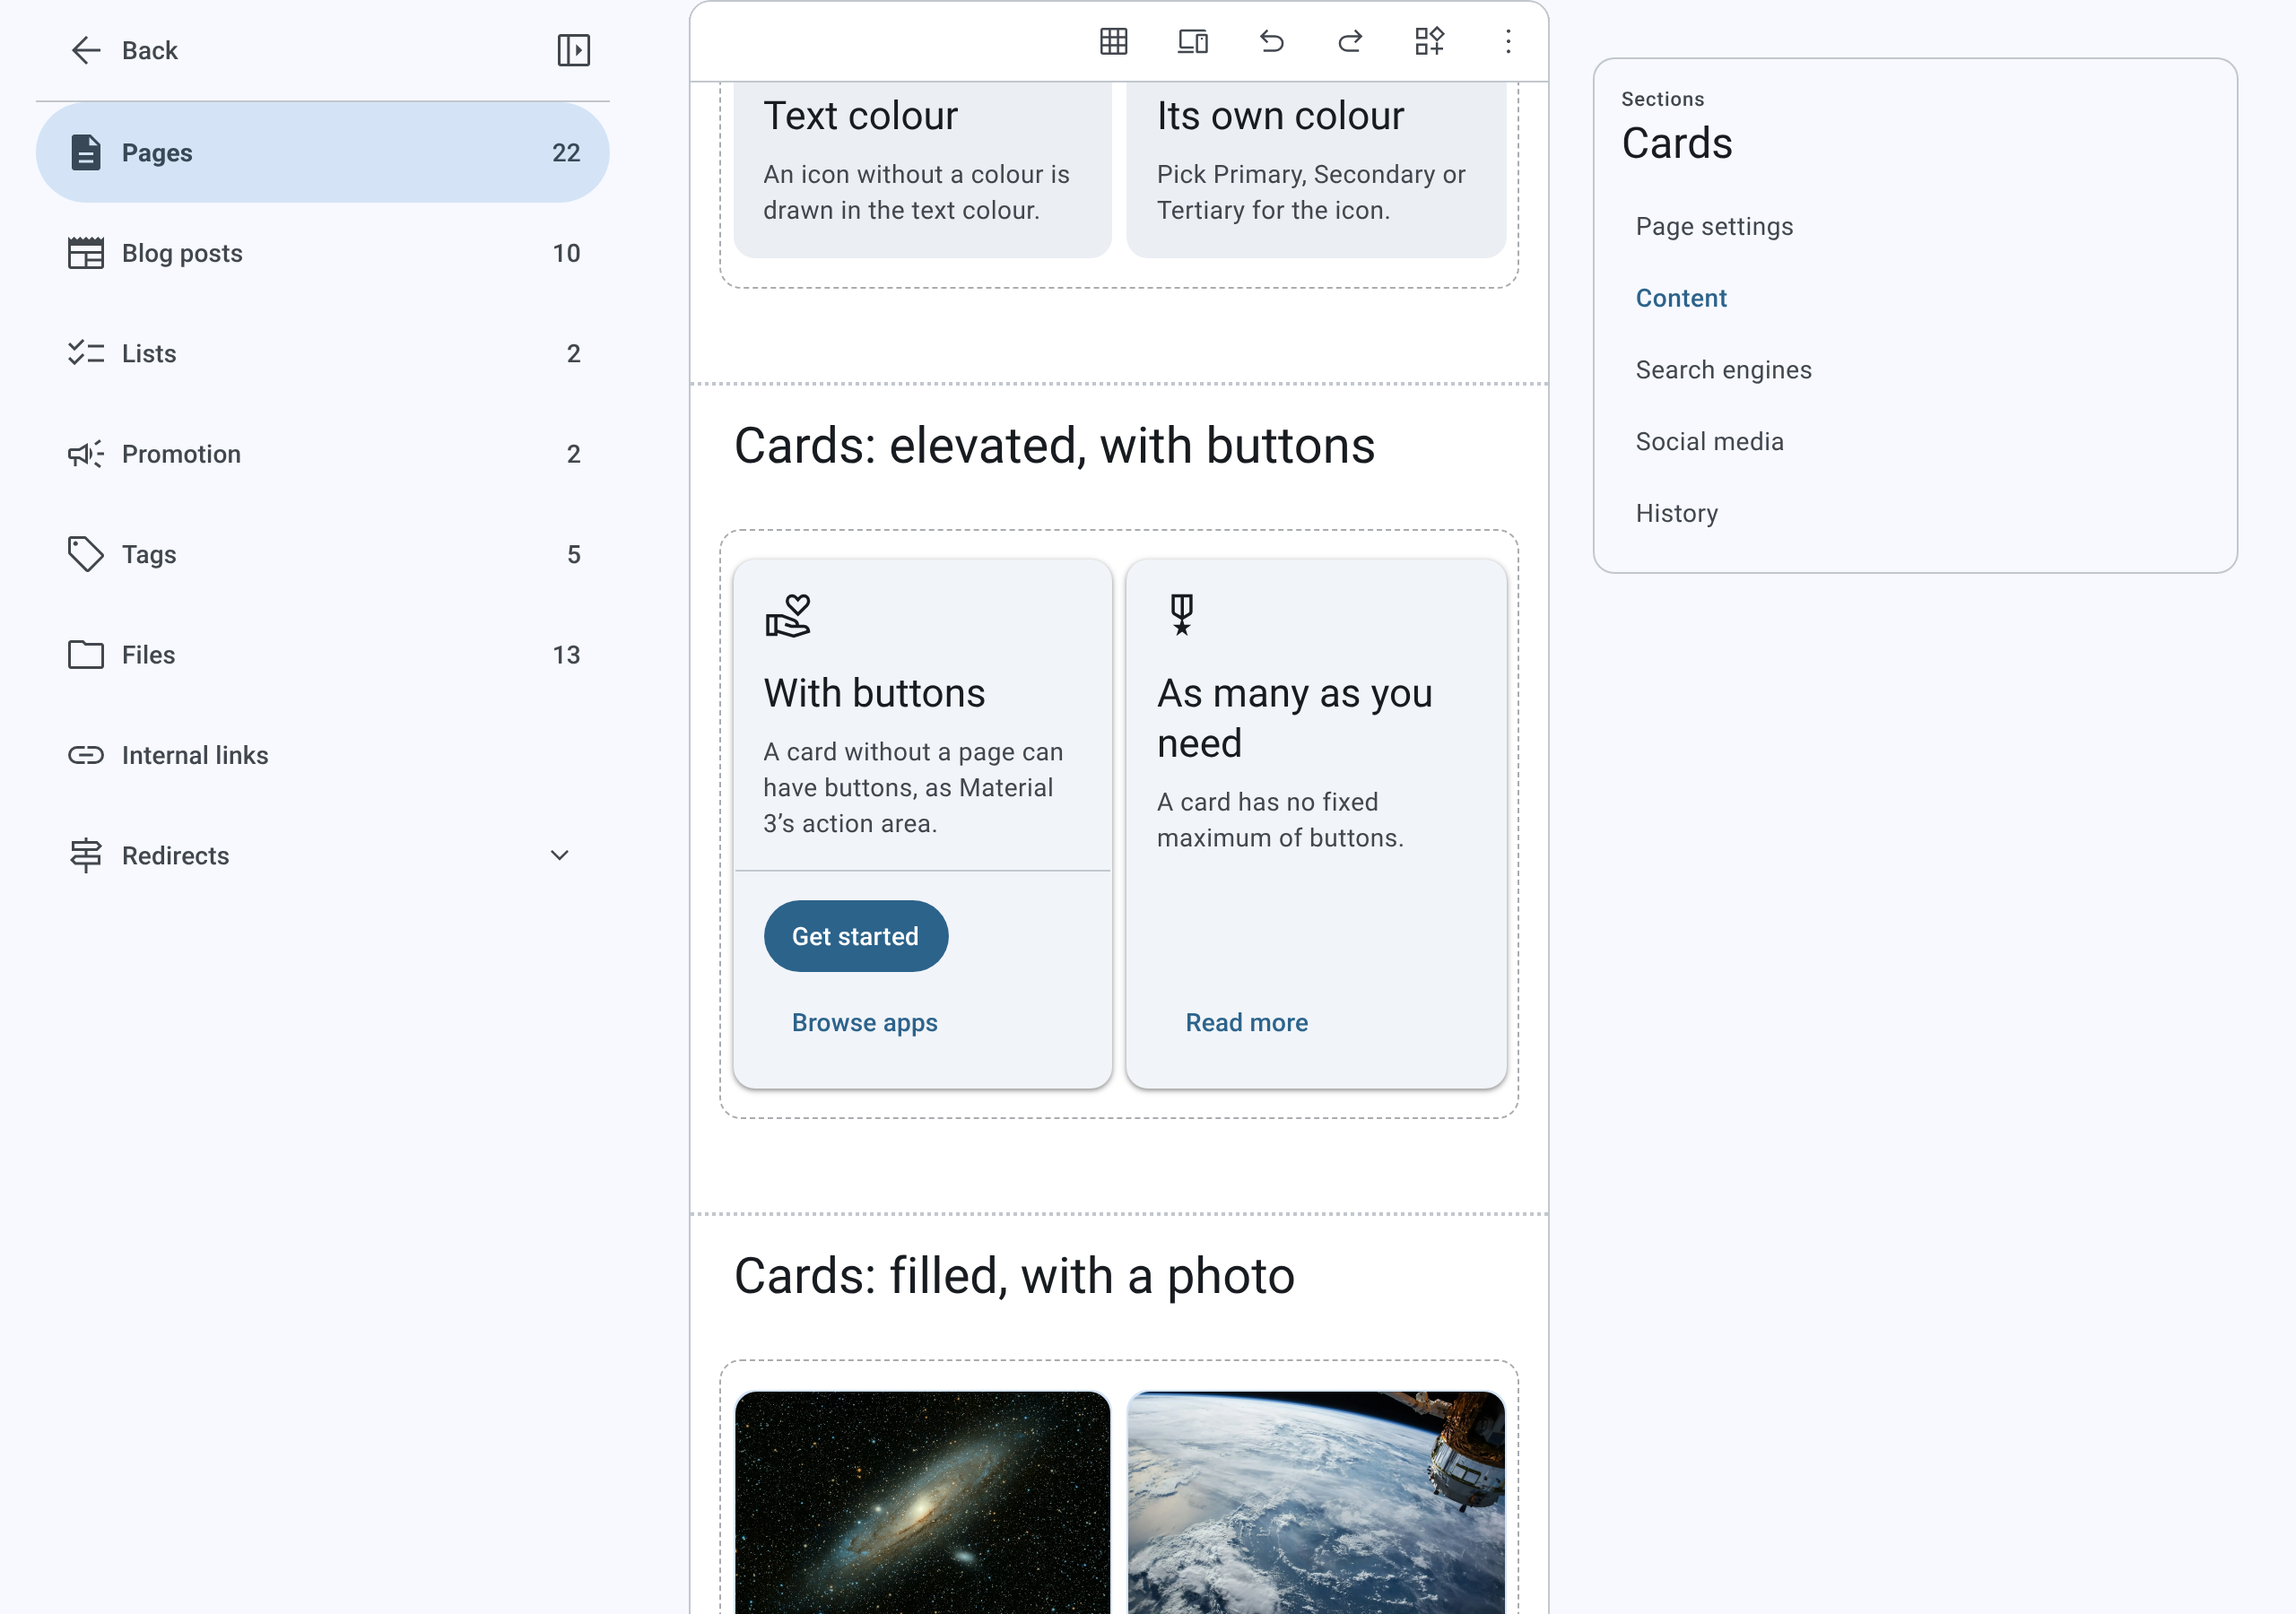 Back
Pages 22
Blog posts 10
Lists 2
Promotion 2
Tags 5
Files 13
Internal links
Redirects
Text colour
An icon without a colour is
drawn in the text colour.
Its own colour
Pick Primary, Secondary or
Tertiary for the icon.
Cards: elevated, with buttons
With buttons
A card without a page can
have buttons, as Material
3’s action area.
Get started
Browse apps
As many as you
need
A card has no fixed
maximum of buttons.
Read more
Cards: filled, with a photo
Sections
Cards
Page settings
Content
Search engines
Social media
History